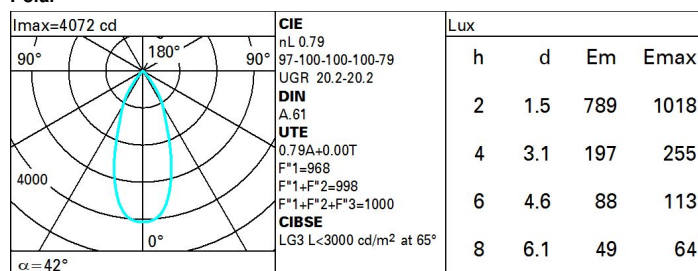 Imax=4072 cd
90° 180° 90°
4000
0°
α=42°
CIE
nL 0.79
97-100-100-100-79
UGR 20.2-20.2
DIN
A.61
UTE
0.79A+0.00T
F"1=968
F"1+F"2=998
F"1+F"2+F"3=1000
CIBSE
LG3 L<3000 cd/m² at 65°
Lux
h d Em Emax
2 1.5 789 1018
4 3.1 197 255
6 4.6 88 113
8 6.1 49 64